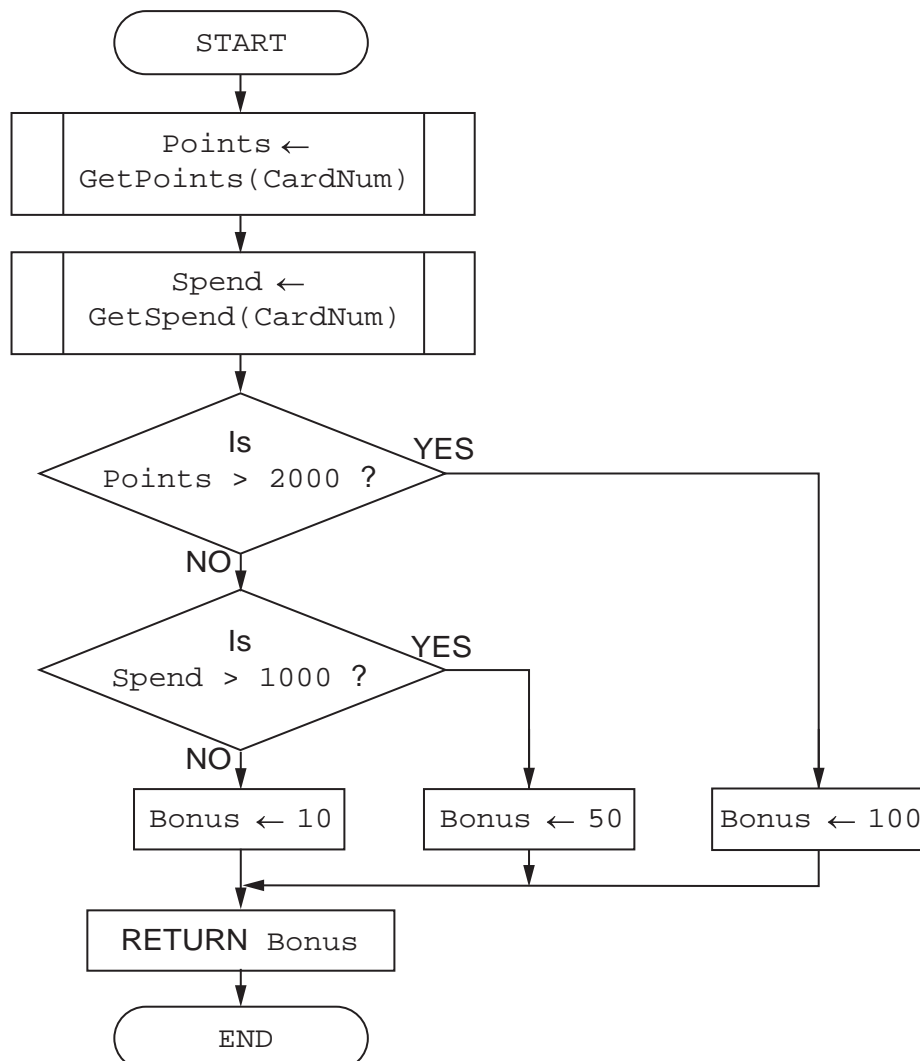 START
Points ←
GetPoints(CardNum)
Spend ←
GetSpend(CardNum)
Is
Points > 2000 ?
YES
NO
Is
Spend > 1000 ?
YES
NO
Bonus ← 10
Bonus ← 50
Bonus ← 100
RETURN Bonus
END